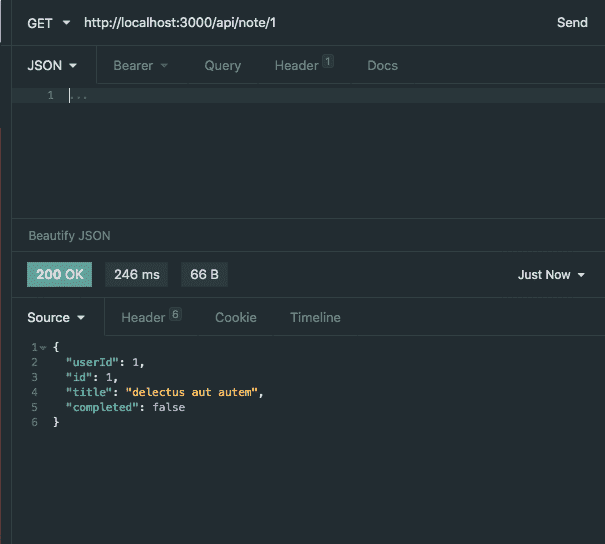 GET http://localhost:3000/api/note/1 Send
JSON Bearer Query Header 1 Docs
1 ...
Beautify JSON
200 OK 246 ms 66 B Just Now
Source Header 6 Cookie Timeline
1 {
2 "userId": 1,
3 "id": 1,
4 "title": "delectus aut autem",
5 "completed": false
6 }